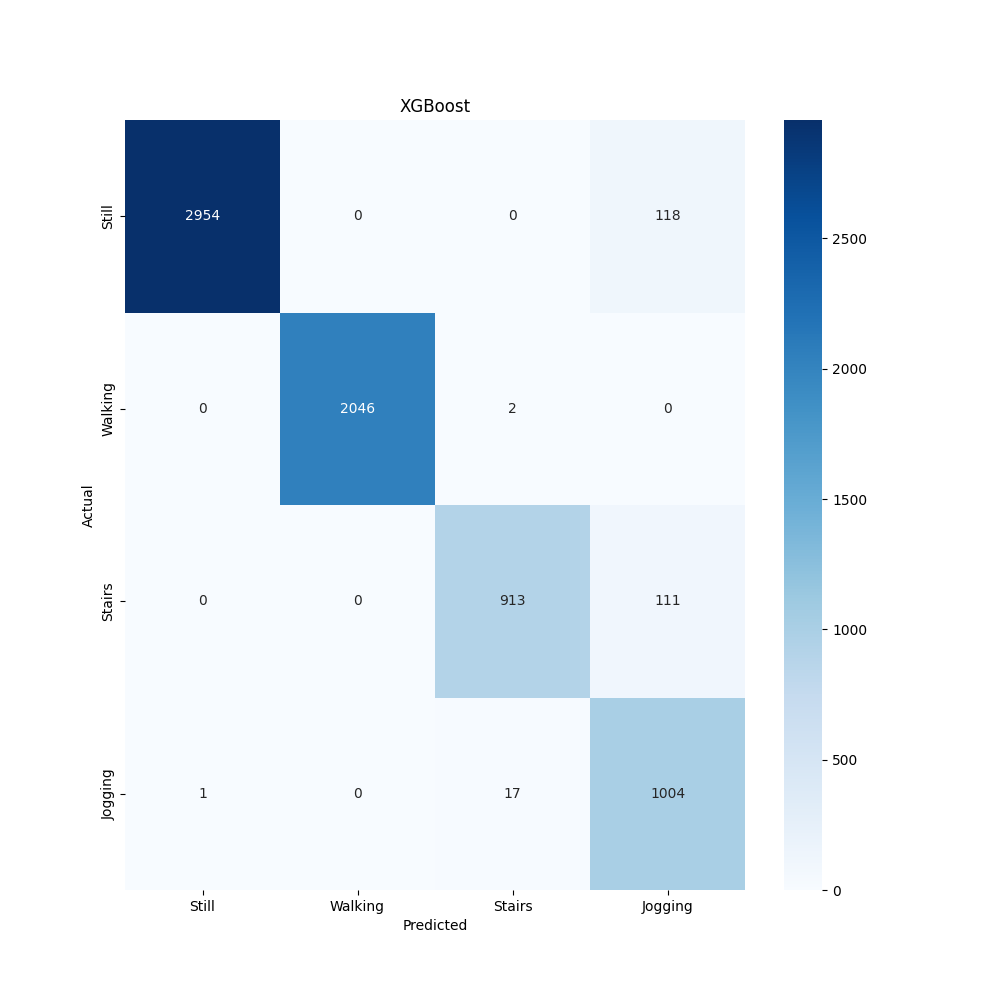 XGBoost
Still 2954 0 0 118
Walking 0 2046 2 0
Stairs 0 0 913 111
Jogging 1 0 17 1004
Still Walking Stairs Jogging
Predicted
Actual
2500
2000
1500
1000
500
0